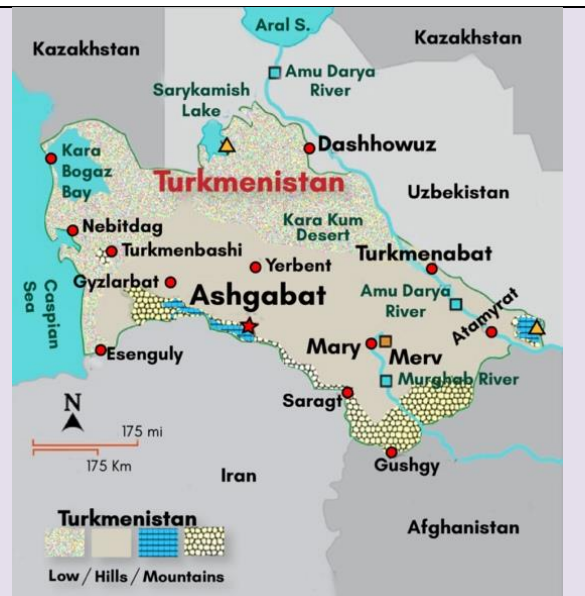 Aral S.
Kazakhstan
Kazakhstan
Amu Darya
River
Sarykamish
Lake
Dashhowuz
Kara
Bogaz
Bay
Turkmenistan
Uzbekistan
Kara Kum
Desert
Nebitdag
Turkmenbashi
Yerbent
Turkmenabat
Gyzlarbat
Ashgabat
Amu Darya
River
Caspian
Sea
Atamyrat
Mary
Merv
Esenguly
Murghab River
Saragt
N
175 mi
175 Km
Gushgy
Iran
Turkmenistan
Afghanistan
Low / Hills / Mountains